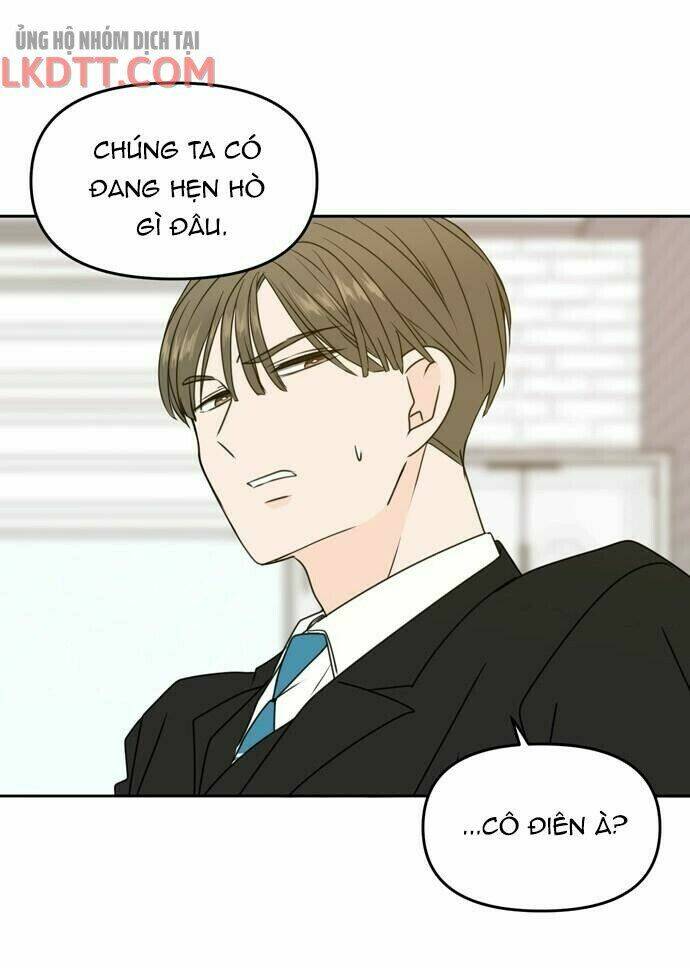 ỦNG HỘ NHÓM DỊCH TẠI
LKDTT.COM
CHÚNG TA CÓ
ĐANG HẸN HÒ
GÌ ĐÂU.
...CÔ ĐIÊN À?